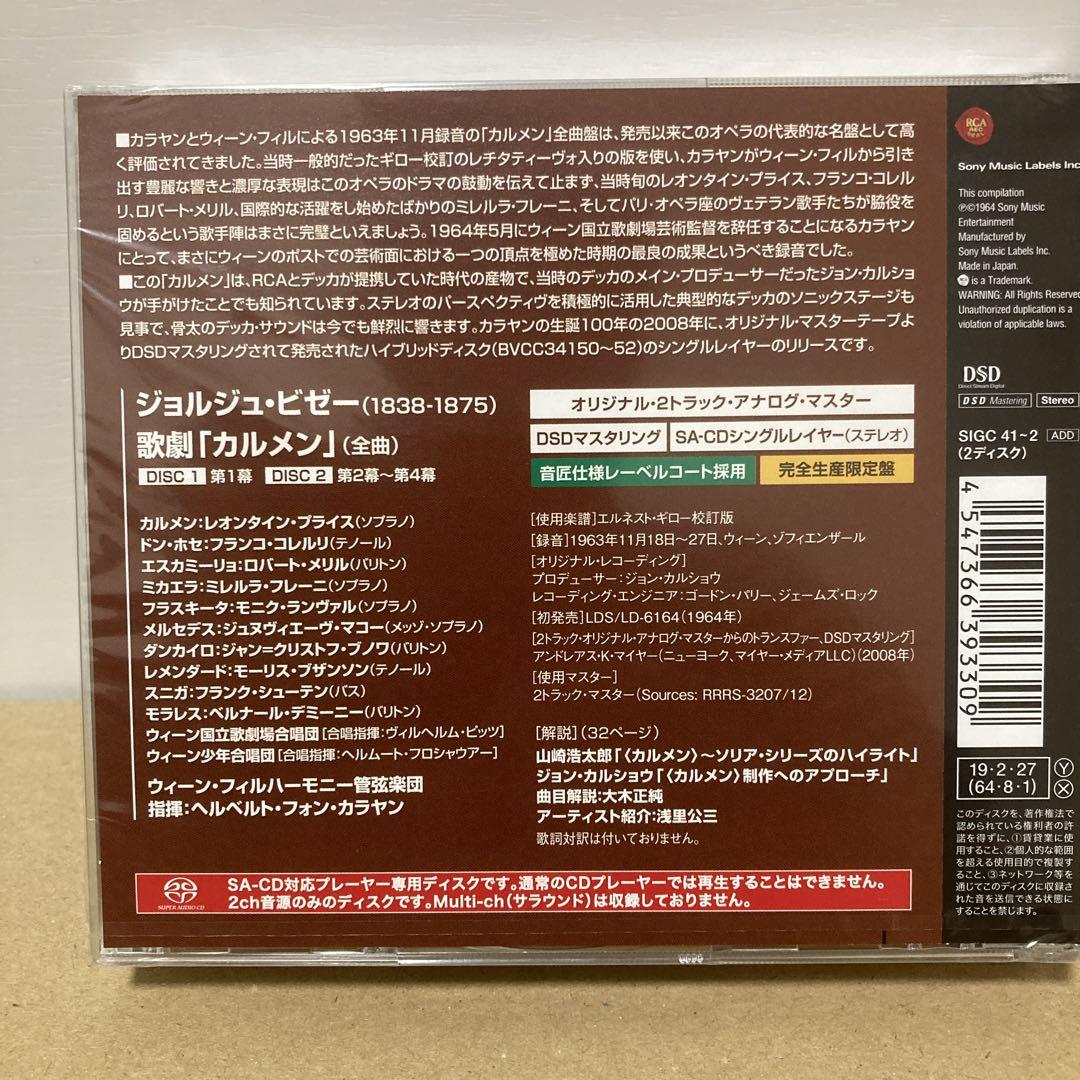 ■カラヤンとウィーン・フィルによる1963年11月録音の「カルメン」全曲盤は、発売以来このオペラの代表的な名盤として高
く評価されてきました。当時一般的だったギロー校訂のレチタティーヴォ入りの版を使い、カラヤンがウィーン・フィルから引き
出す豊麗な響きと濃厚な表現はこのオペラのドラマの鼓動を伝えて止まず、当時旬のレオンタイン・プライス、フランコ・コレル
リ、ロバート・メリル、国際的な活躍をし始めたばかりのミレルラ・フレーニ、そしてパリ・オペラ座のヴェテラン歌手たちが脇役を
固めるという歌手陣はまさに完璧といえましょう。1964年5月にウィーン国立歌劇場芸術監督を辞任することになるカラヤン
にとって、まさにウィーンのポストでの芸術面における一つの頂点を極めた時期の最良の成果というべき録音でした。
■この「カルメン」は、RCAとデッカが提携していた時代の産物で、当時のデッカのメイン・プロデューサーだったジョン・カルショ
ウが手がけたことでも知られています。ステレオのパースペクティヴを積極的に活用した典型的なデッカのソニックステージも
見事で、骨太のデッカ・サウンドは今でも鮮烈に響きます。カラヤンの生誕100年の2008年に、オリジナル・マスターテープよ
りDSDマスタリングされて発売されたハイブリッドディスク(BVCC34150〜52)のシングルレイヤーのリリースです。
ジョルジュ・ビゼー(1838-1875)
歌劇「カルメン」(全曲)
DISC 1 第1幕 DISC 2 第2幕〜第4幕
カルメン:レオンタイン・プライス(ソプラノ)
ドン・ホセ:フランコ・コレルリ(テノール)
エスカミーリョ:ロバート・メリル(バリトン)
ミカエラ:ミレルラ・フレーニ(ソプラノ)
フラスキータ:モニク・ランヴァル(ソプラノ)
メルセデス:ジュヌヴィエーヴ・マコー(メッゾ・ソプラノ)
ダンカイロ:ジャン=クリストフ・ブノワ(バリトン)
レメンダード:モーリス・ブザンソン(テノール)
スニガ:フランク・シューテン(バス)
モラレス:ベルナール・デミーニー(バリトン)
ウィーン国立歌劇場合唱団[合唱指揮:ヴィルヘルム・ピッツ]
ウィーン少年合唱団[合唱指揮:ヘルムート・フロシャウアー]
ウィーン・フィルハーモニー管弦楽団
指揮:ヘルベルト・フォン・カラヤン
オリジナル・2トラック・アナログ・マスター
DSDマスタリング SA-CDシングルレイヤー(ステレオ)
音匠仕様レーベルコート採用 完全生産限定盤
[使用楽譜]エルネスト・ギロー校訂版
[録音]1963年11月18日〜27日、ウィーン、ゾフィエンザール
[オリジナル・レコーディング]
プロデューサー:ジョン・カルショウ
レコーディング・エンジニア:ゴードン・パリー、ジェームズ・ロック
[初発売]LDS/LD-6164(1964年)
[2トラック・オリジナル・アナログ・マスターからのトランスファー、DSDマスタリング]
アンドレアス・K・マイヤー(ニューヨーク、マイヤー・メディアLLC)(2008年)
[使用マスター]
2トラック・マスター(Sources: RRRS-3207/12)
[解説](32ページ)
山崎浩太郎「〈カルメン〉〜ソリア・シリーズのハイライト」
ジョン・カルショウ「〈カルメン〉制作へのアプローチ」
曲目解説:大木正純
アーティスト紹介:浅里公三
歌詞対訳は付いておりません。
SUPER AUDIO CD
SA-CD対応プレーヤー専用ディスクです。通常のCDプレーヤーでは再生することはできません。
2ch音源のみのディスクです。Multi-ch(サラウンド)は収録しておりません。
RCA
Sony Music Labels Inc
This compilation
℗©1964 Sony Music
Entertainment
Manufactured by
Sony Music Labels Inc.
Made in Japan.
is a Trademark.
WARNING: All Rights Reserved
Unauthorized duplication is a
violation of applicable laws.
DSD
Direct Stream Digital
DSD Mastering Stereo
SIGC 41~2 ADD
(2ディスク)
4547366393309
19・2・27 Y
(64・8・1) X
このディスクを、著作権法で
認められている権利者の許
諾を得ずに、①賃貸業に使
用すること、②個人的な範囲
を超える使用目的で複製す
ること、③ネットワーク等を
通じてこのディスクに収録され
た音を送信できる状態に
することを禁じます。